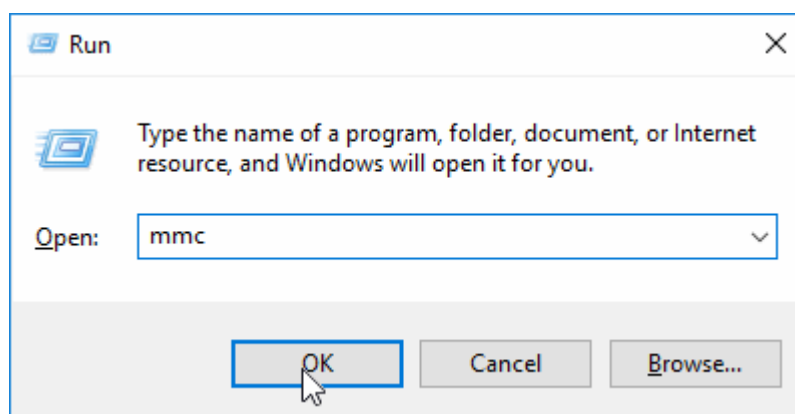 Run
Type the name of a program, folder, document, or Internet
resource, and Windows will open it for you.
Open: mmc
OK Cancel Browse...